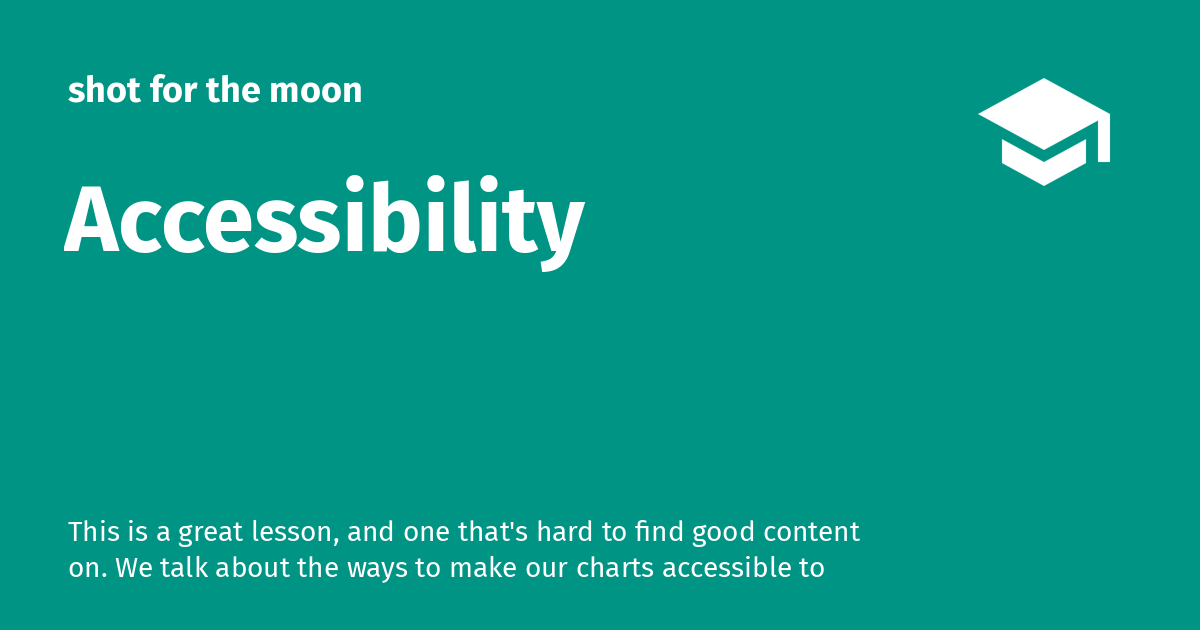 shot for the moon
Accessibility
This is a great lesson, and one that's hard to find good content
on. We talk about the ways to make our charts accessible to